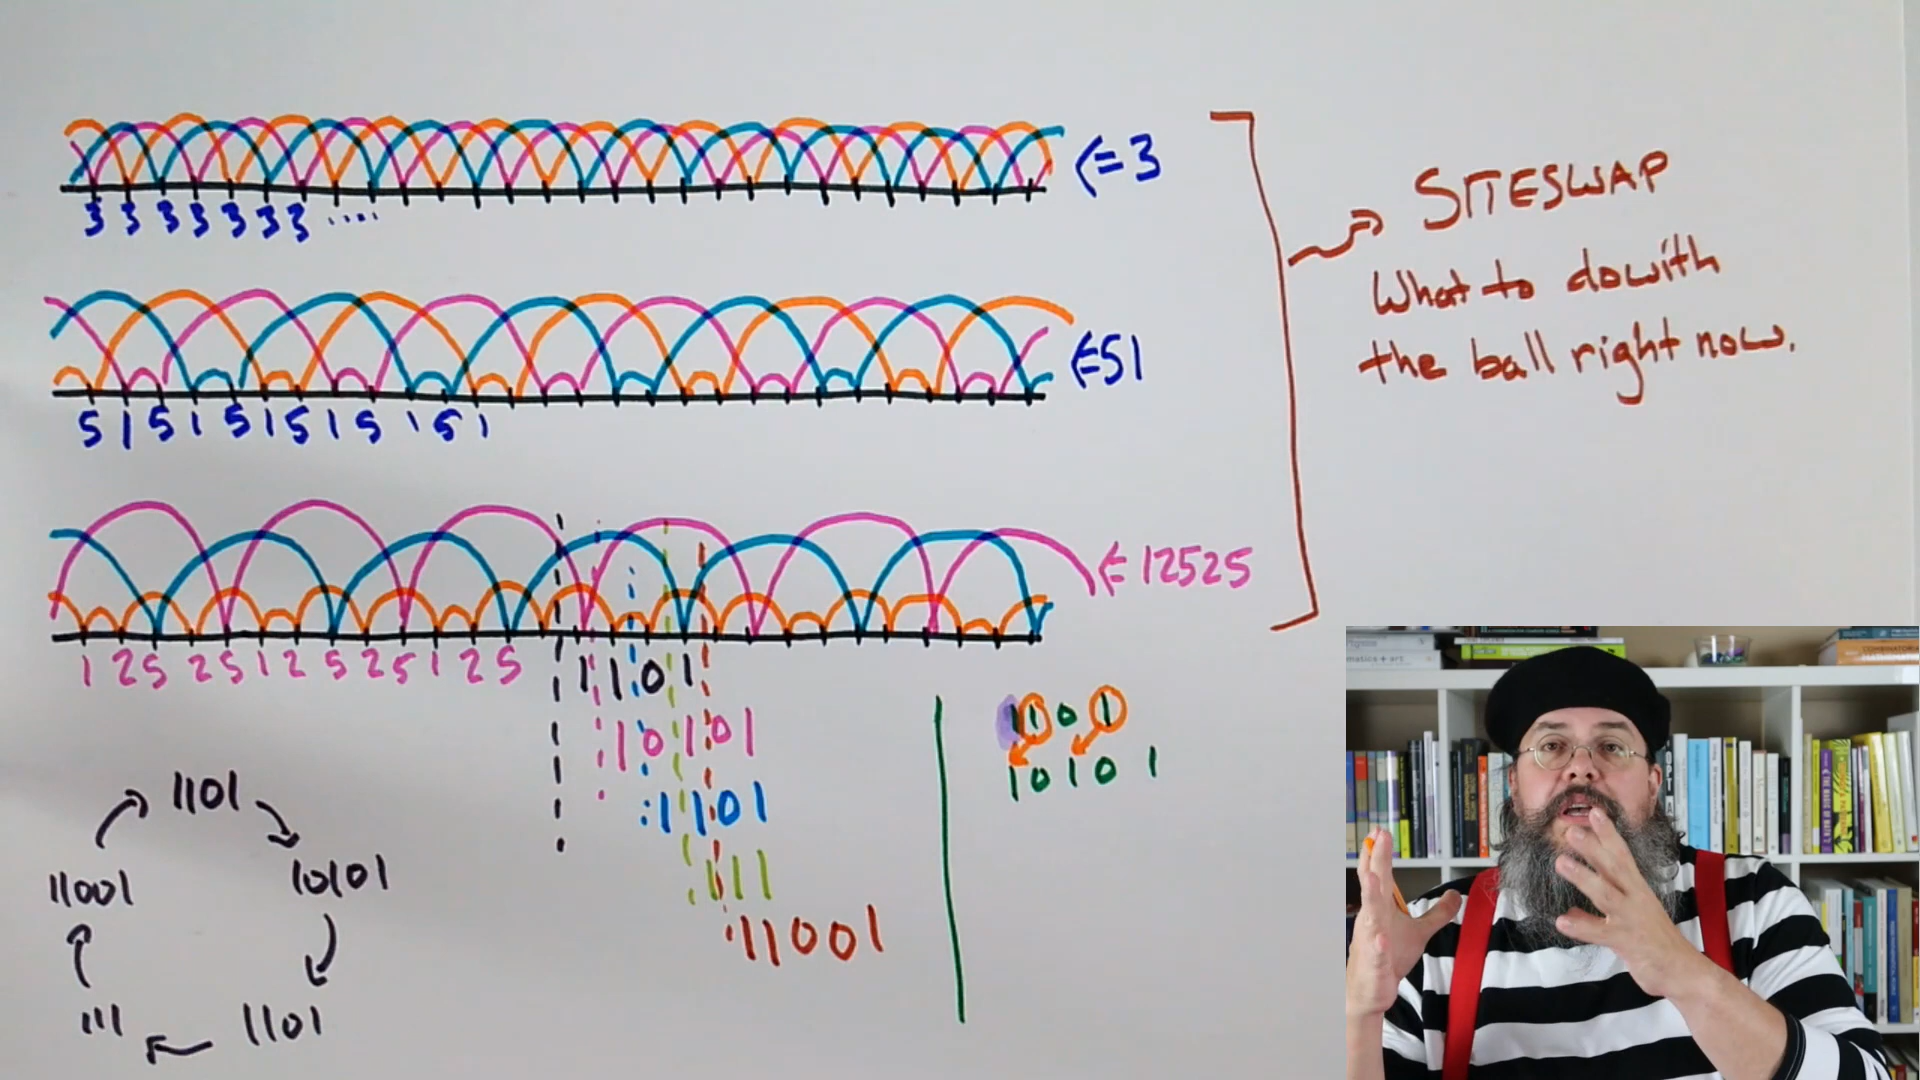 <=3
3 3 3 3 3 3 3 ....
SITESWAP
What to do with
the ball right now.
<=51
5 1 5 1 5 1 5 1 5 1 5 1
<=12525
1 2 5 2 5 1 2 5 2 5 1 2 5
1101
10101
1101
111
11001
1101
10101
1101
10101
1101
111
11001